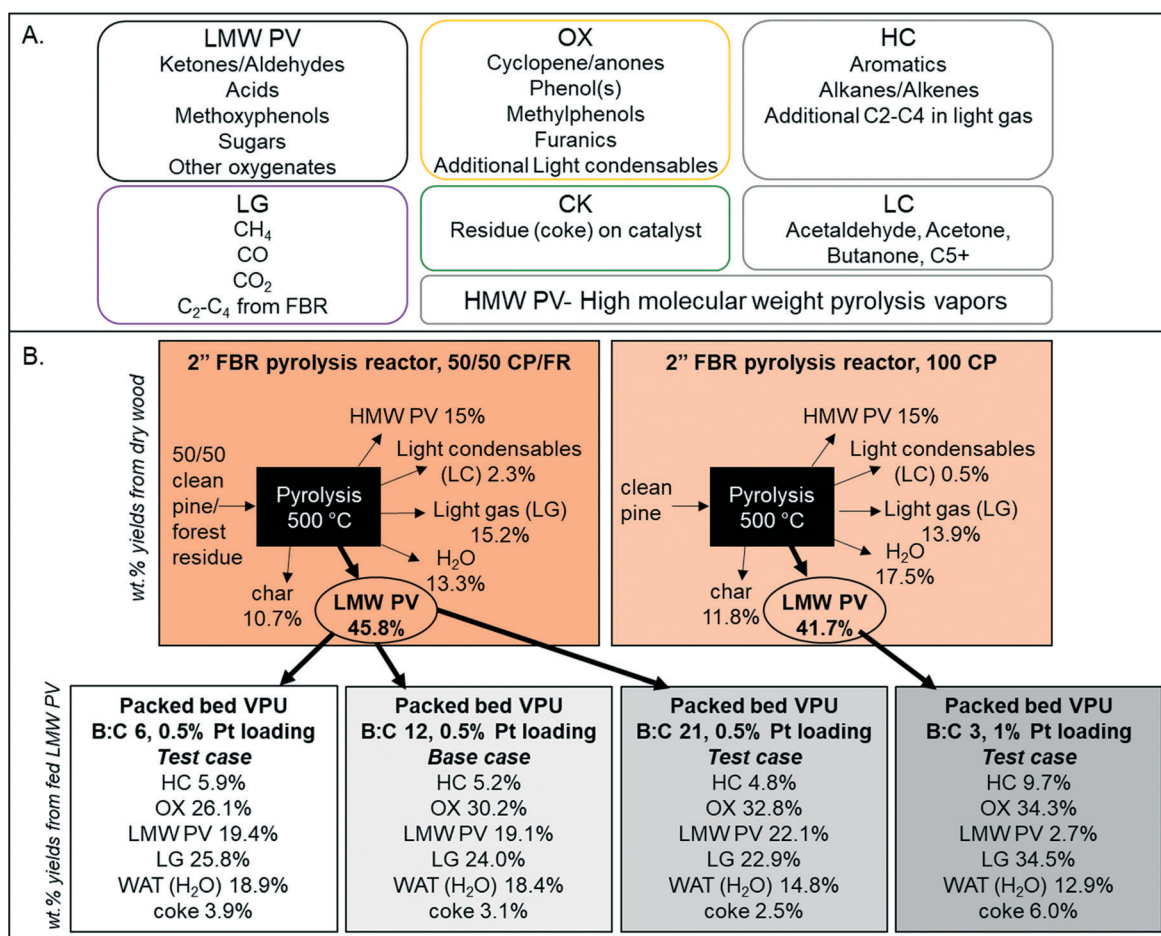 A.
LMW PV
Ketones/Aldehydes
Acids
Methoxyphenols
Sugars
Other oxygenates
OX
Cyclopene/anones
Phenol(s)
Methylphenols
Furanics
Additional Light condensables
HC
Aromatics
Alkanes/Alkenes
Additional C2-C4 in light gas
LG
CH₄
CO
CO₂
C₂-C₄ from FBR
CK
Residue (coke) on catalyst
LC
Acetaldehyde, Acetone,
Butanone, C5+
HMW PV- High molecular weight pyrolysis vapors
B.
wt.% yields from dry wood
2” FBR pyrolysis reactor, 50/50 CP/FR
50/50
clean
pine/
forest
residue
Pyrolysis
500 °C
HMW PV 15%
Light condensables
(LC) 2.3%
Light gas (LG)
15.2%
H₂O
13.3%
char
10.7%
LMW PV
45.8%
2” FBR pyrolysis reactor, 100 CP
clean
pine
Pyrolysis
500 °C
HMW PV 15%
Light condensables
(LC) 0.5%
Light gas (LG)
13.9%
H₂O
17.5%
char
11.8%
LMW PV
41.7%
wt.% yields from fed LMW PV
Packed bed VPU
B:C 6, 0.5% Pt loading
Test case
HC 5.9%
OX 26.1%
LMW PV 19.4%
LG 25.8%
WAT (H₂O) 18.9%
coke 3.9%
Packed bed VPU
B:C 12, 0.5% Pt loading
Base case
HC 5.2%
OX 30.2%
LMW PV 19.1%
LG 24.0%
WAT (H₂O) 18.4%
coke 3.1%
Packed bed VPU
B:C 21, 0.5% Pt loading
Test case
HC 4.8%
OX 32.8%
LMW PV 22.1%
LG 22.9%
WAT (H₂O) 14.8%
coke 2.5%
Packed bed VPU
B:C 3, 1% Pt loading
Test case
HC 9.7%
OX 34.3%
LMW PV 2.7%
LG 34.5%
WAT (H₂O) 12.9%
coke 6.0%